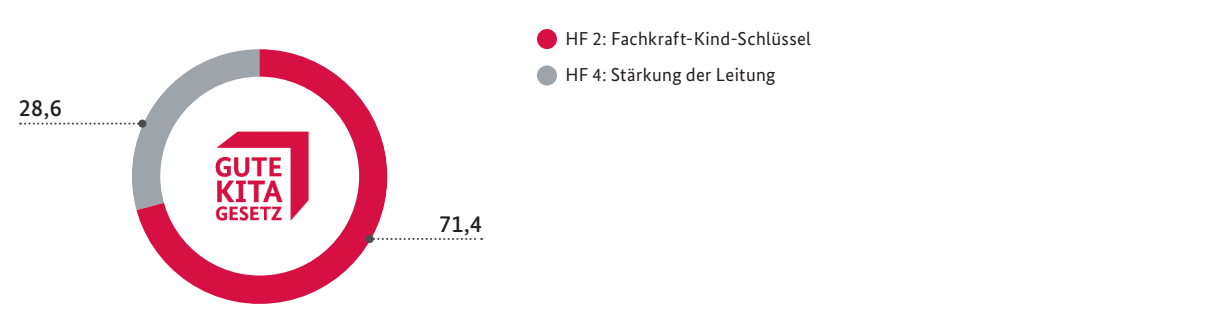 HF 2: Fachkraft-Kind-Schlüssel
HF 4: Stärkung der Leitung
28,6
GUTE
KITA
GESETZ
71,4